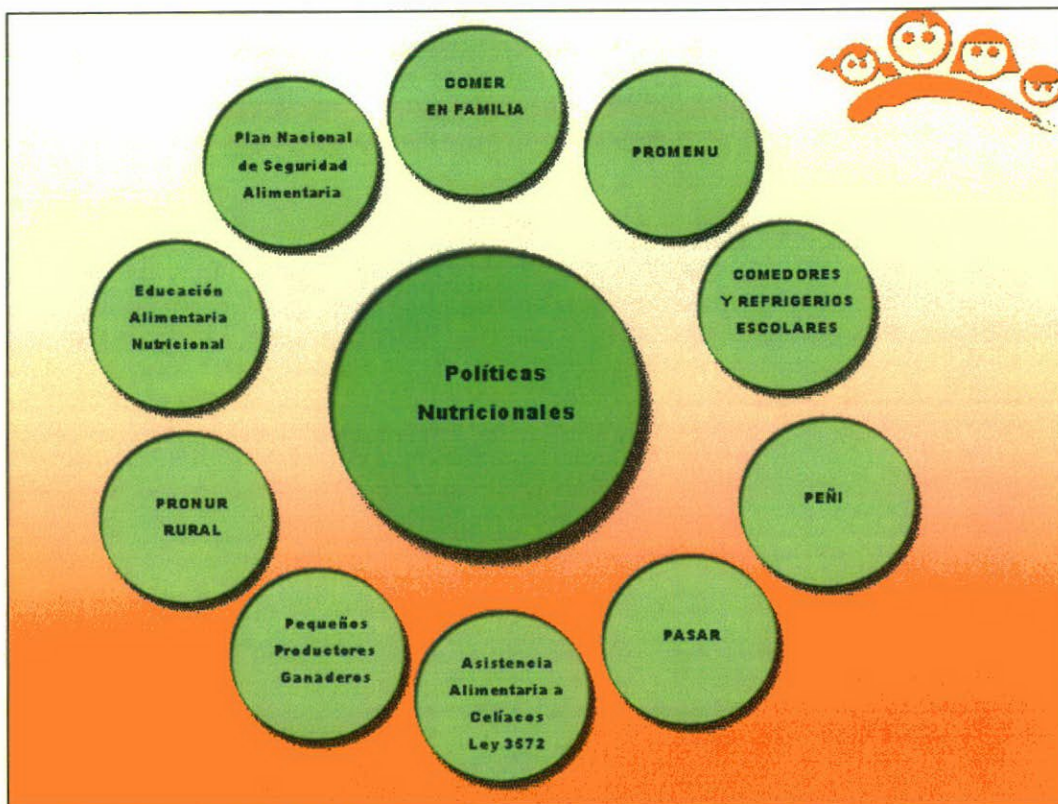 COMER
EN FAMILIA
PROMENU
COMEDORES
Y REFRIGERIOS
ESCOLARES
PEÑI
PASAR
Asistencia
Alimentaria a
Celíacos
Ley 3572
Pequeños
Productores
Ganaderos
PRONUR
RURAL
Educación
Alimentaria
Nutricional
Plan Nacional
de Seguridad
Alimentaria
Políticas
Nutricionales